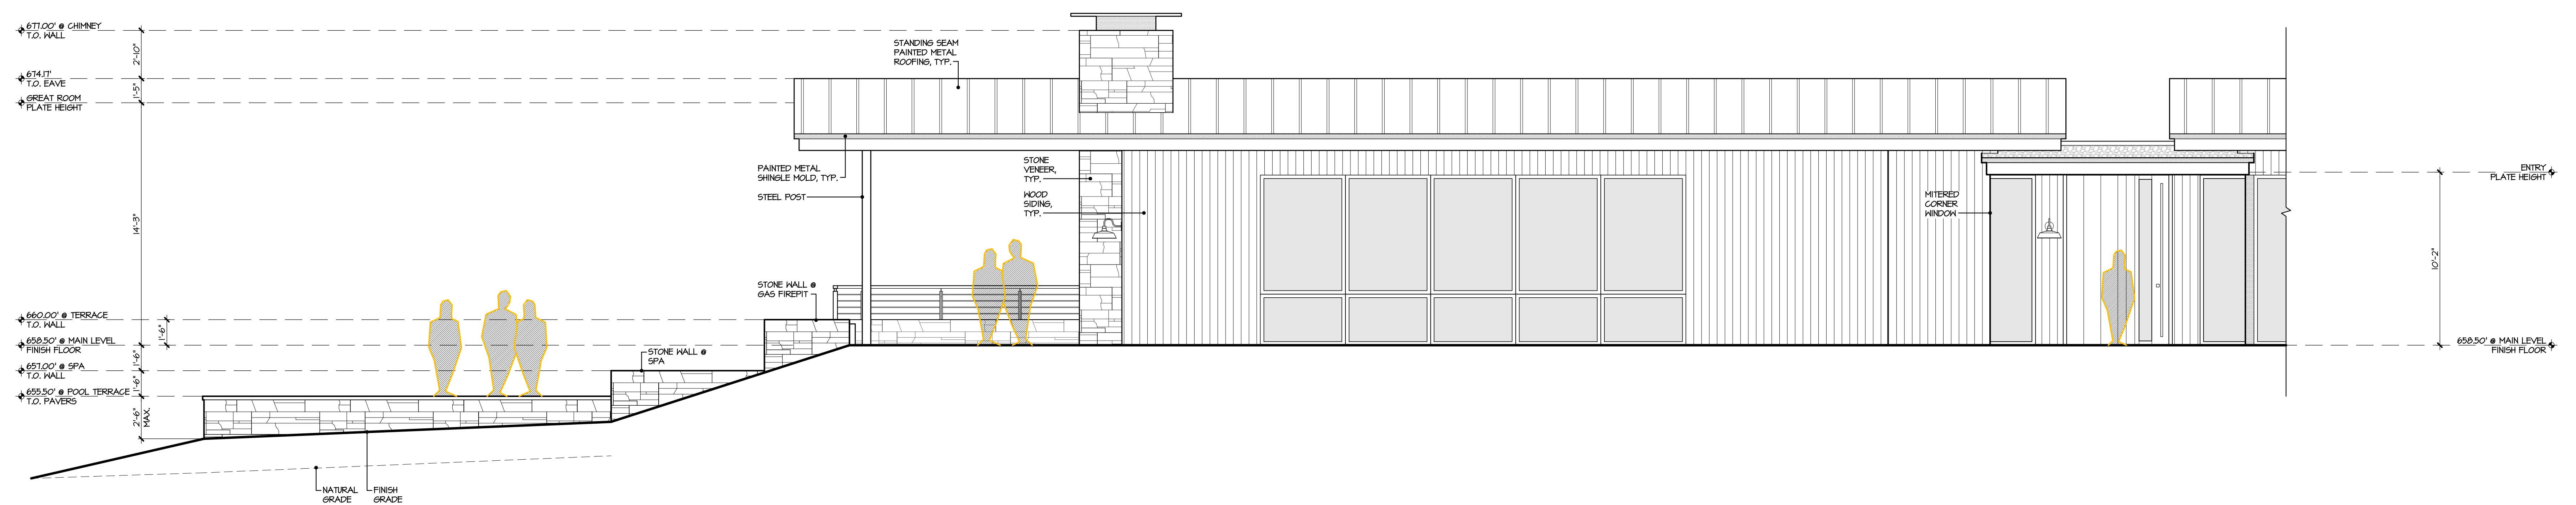 677.00' @ CHIMNEY
T.O. WALL
2'-10"
674.17'
T.O. EAVE
1'-5"
GREAT ROOM
PLATE HEIGHT
14'-3"
660.00' @ TERRACE
T.O. WALL
1'-6"
658.50' @ MAIN LEVEL
FINISH FLOOR
1'-6"
657.00' @ SPA
T.O. WALL
1'-6"
655.50' @ POOL TERRACE
T.O. PAVERS
2'-6"
MAX.
STANDING SEAM
PAINTED METAL
ROOFING, TYP.
PAINTED METAL
SHINGLE MOLD, TYP.
STEEL POST
STONE
VENEER,
TYP.
WOOD
SIDING,
TYP.
STONE WALL @
GAS FIREPIT
STONE WALL @
SPA
NATURAL
GRADE
FINISH
GRADE
MITERED
CORNER
WINDOW
ENTRY
PLATE HEIGHT
10'-2"
658.50' @ MAIN LEVEL
FINISH FLOOR